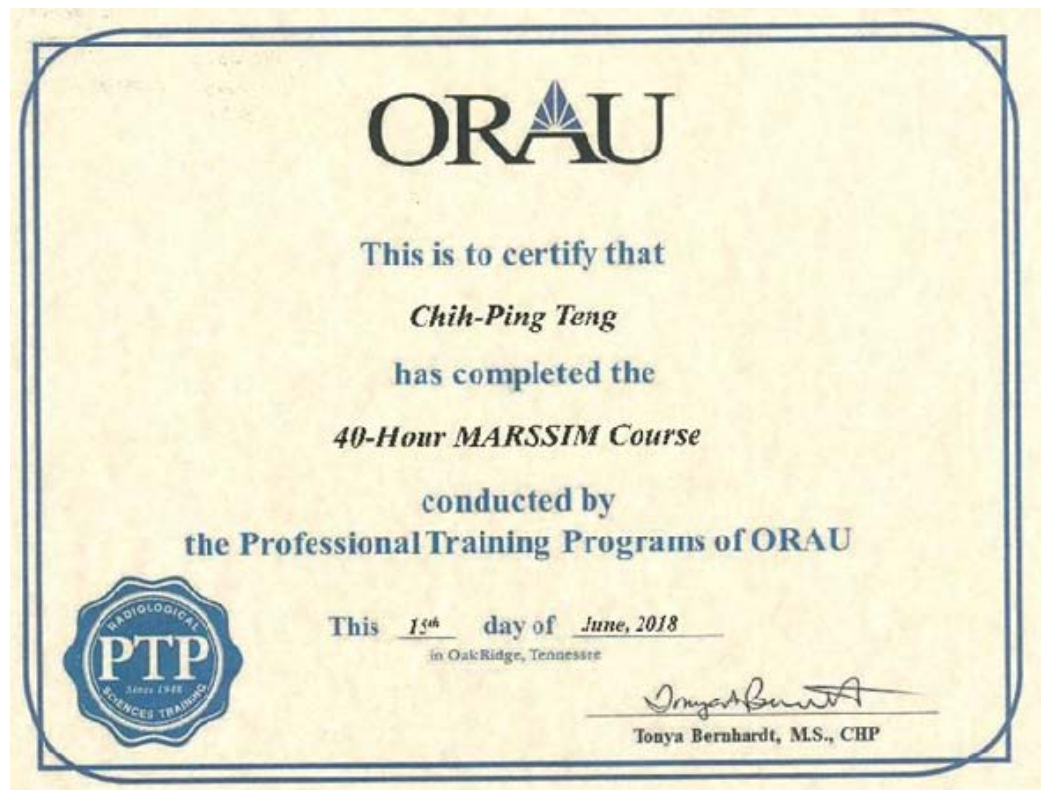 ORAU
This is to certify that
Chih-Ping Teng
has completed the
40-Hour MARSSIM Course
conducted by
the Professional Training Programs of ORAU
This 15th day of June, 2018
in Oak Ridge, Tennessee
RADIOLOGICAL
PTP
Since 1948
SCIENCES TRAINING
Tonya Bernhardt, M.S., CHP